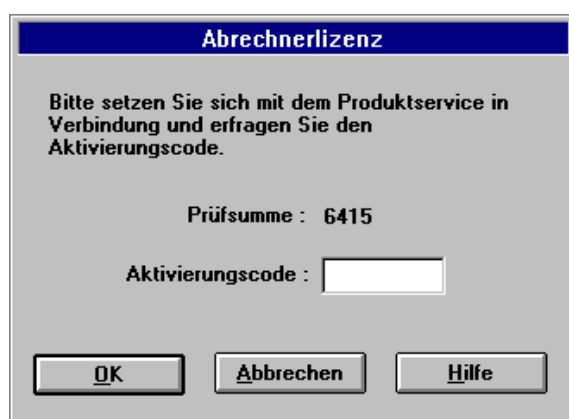 Abrechnerlizenz
Bitte setzen Sie sich mit dem Produktservice in
Verbindung und erfragen Sie den
Aktivierungscode.
Prüfsumme : 6415
Aktivierungscode :
OK Abbrechen Hilfe